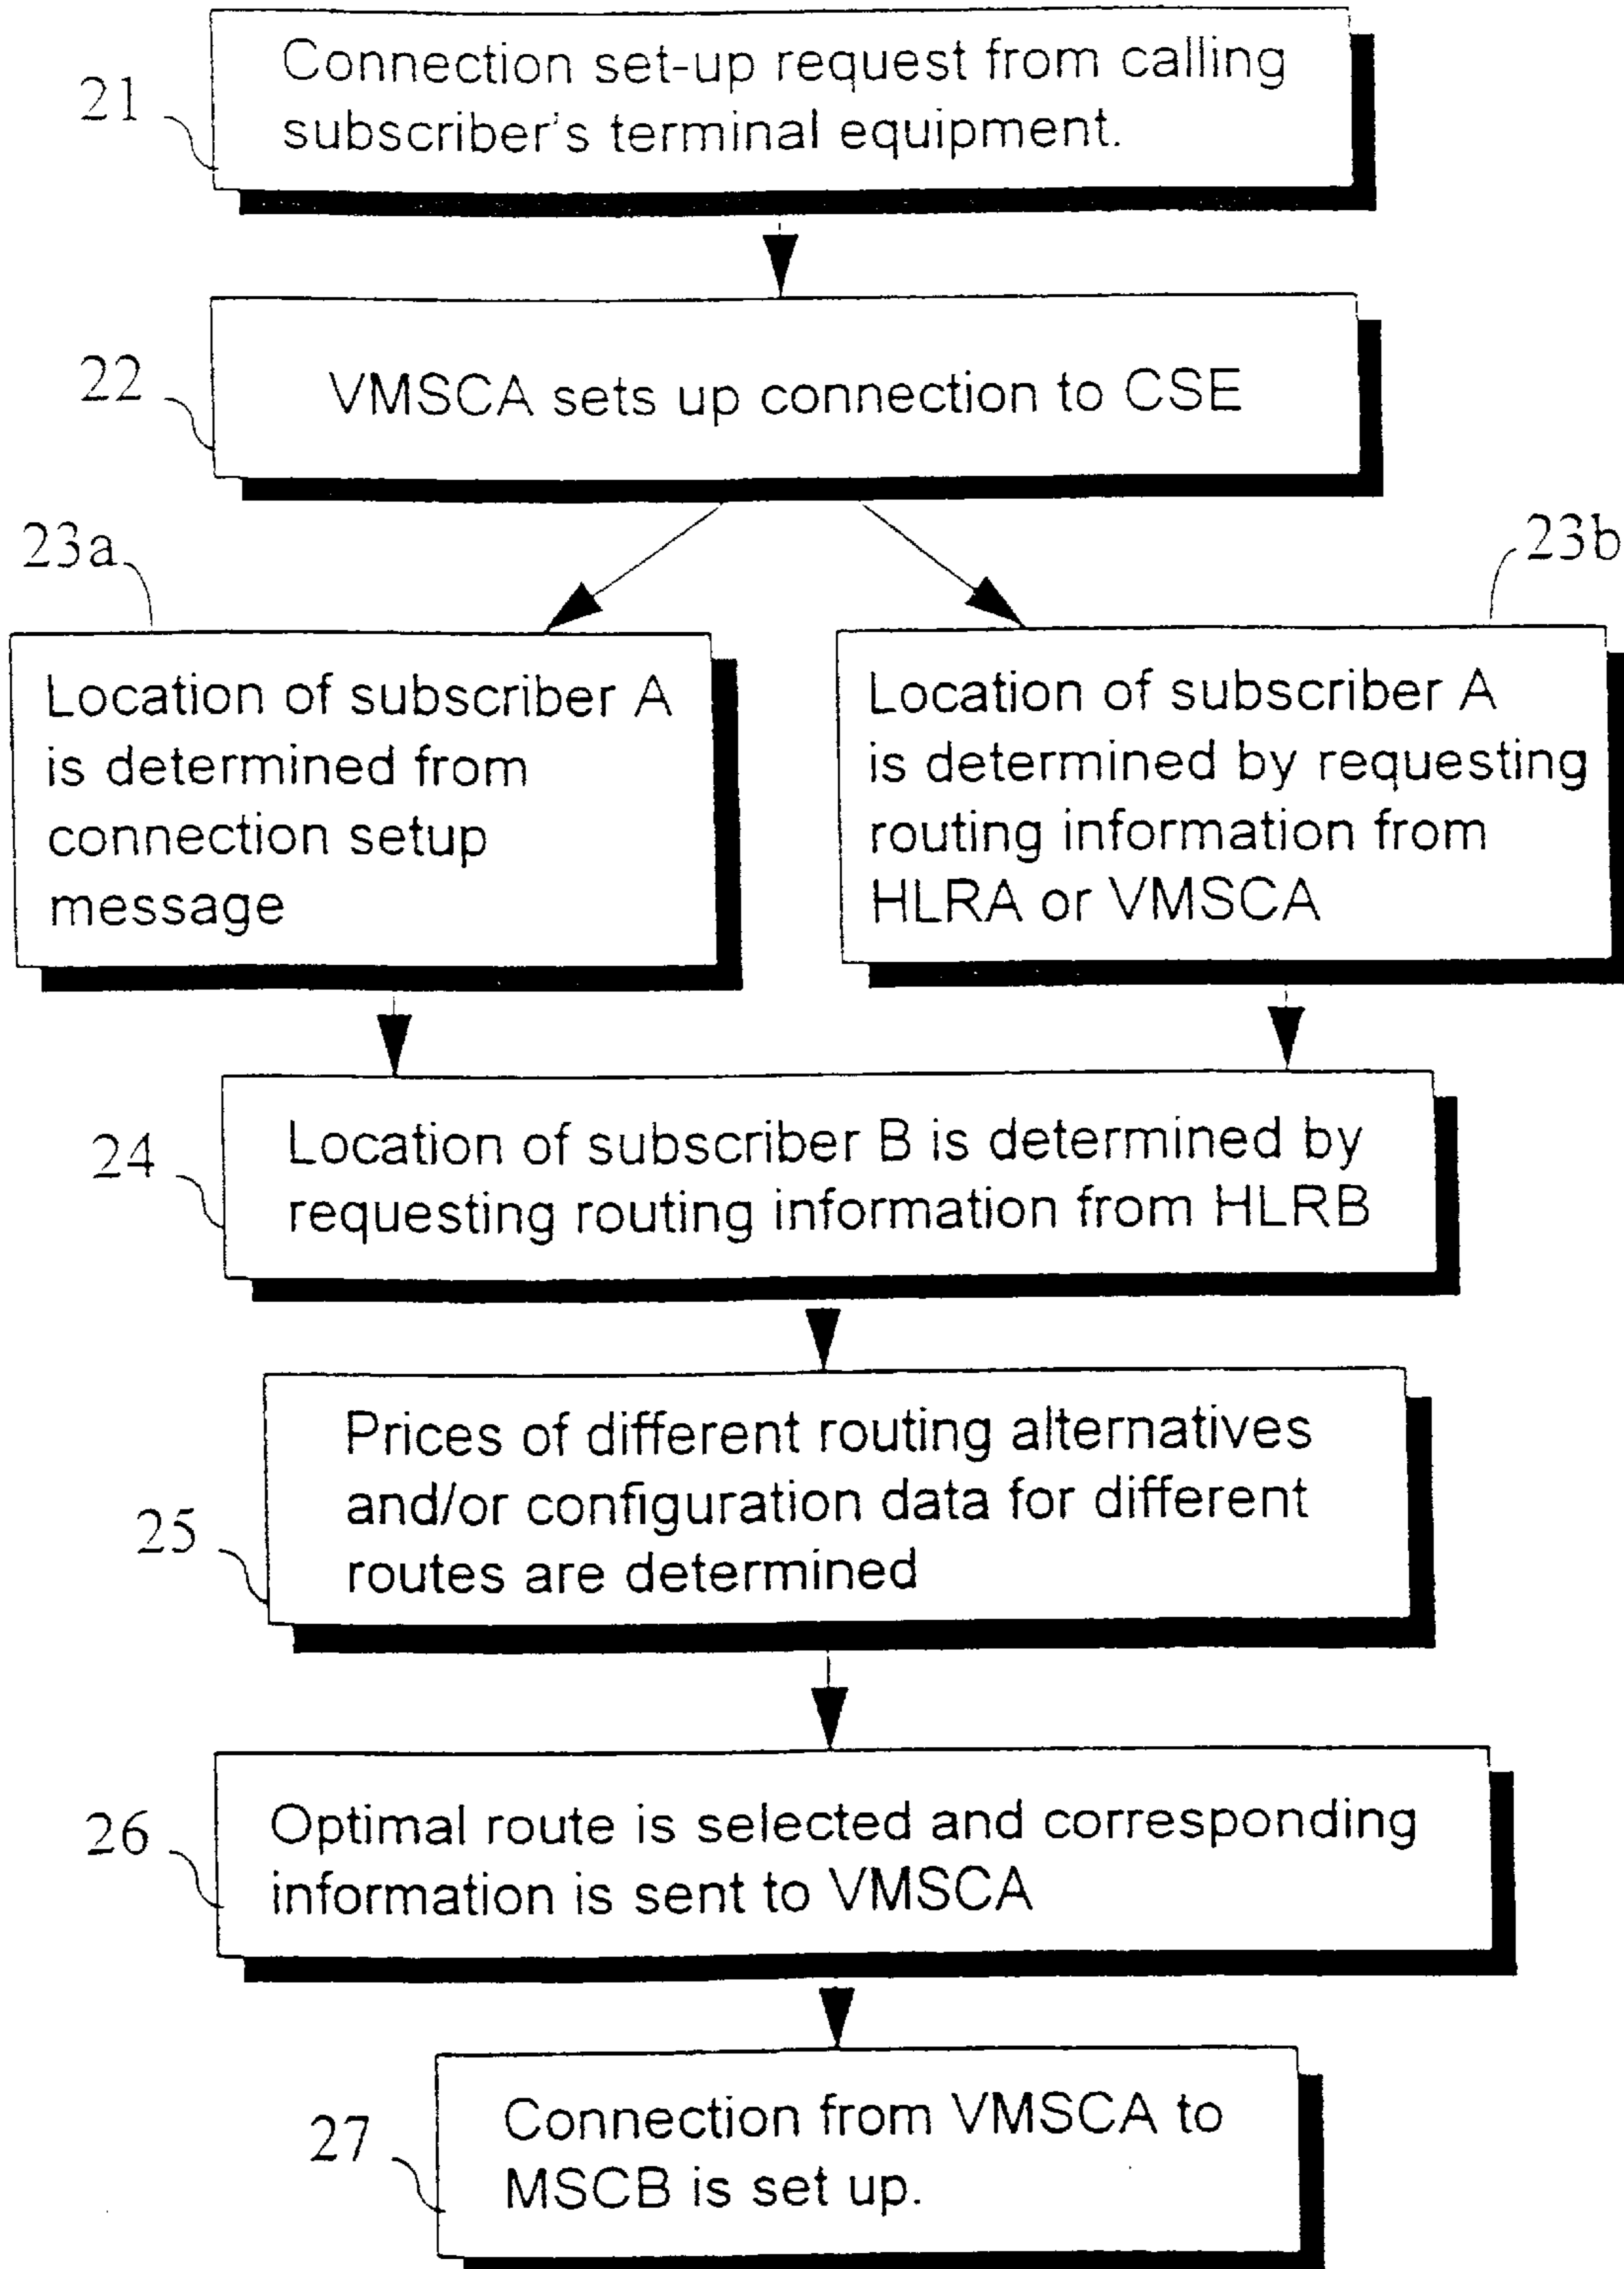 21
Connection set-up request from calling
subscriber's terminal equipment.
22
VMSCA sets up connection to CSE
23a
Location of subscriber A
is determined from
connection setup
message
23b
Location of subscriber A
is determined by requesting
routing information from
HLRA or VMSCA
24
Location of subscriber B is determined by
requesting routing information from HLRB
25
Prices of different routing alternatives
and/or configuration data for different
routes are determined
26
Optimal route is selected and corresponding
information is sent to VMSCA
27
Connection from VMSCA to
MSCB is set up.